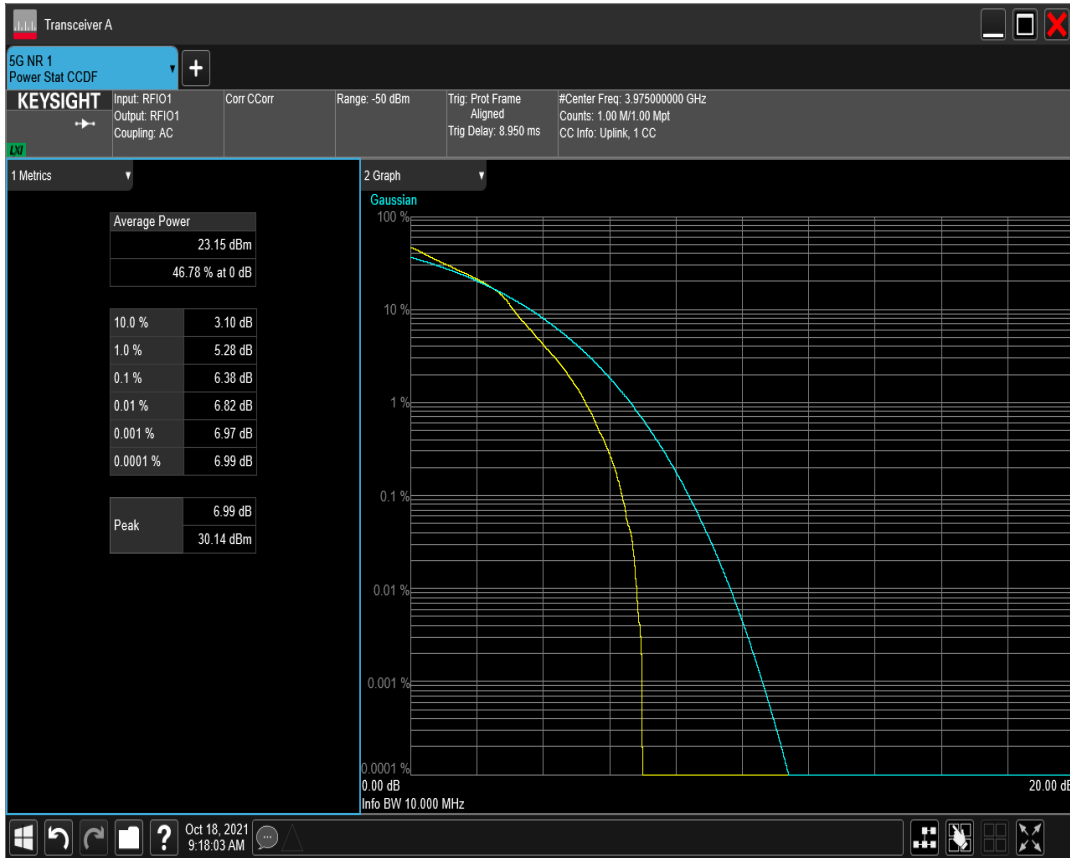 Transceiver A
5G NR 1
Power Stat CCDF
KEYSIGHT
LXI
Input: RFIO1
Output: RFIO1
Coupling: AC
Corr CCorr
Range: -50 dBm
Trig: Prot Frame
Aligned
Trig Delay: 8.950 ms
#Center Freq: 3.975000000 GHz
Counts: 1.00 M/1.00 Mpt
CC Info: Uplink, 1 CC
1 Metrics
Average Power
23.15 dBm
46.78 % at 0 dB
10.0 % 3.10 dB
1.0 % 5.28 dB
0.1 % 6.38 dB
0.01 % 6.82 dB
0.001 % 6.97 dB
0.0001 % 6.99 dB
Peak
6.99 dB
30.14 dBm
2 Graph
Gaussian
100 %
10 %
1 %
0.1 %
0.01 %
0.001 %
0.0001 %
0.00 dB 20.00 dB
Info BW 10.000 MHz
Oct 18, 2021
9:18:03 AM